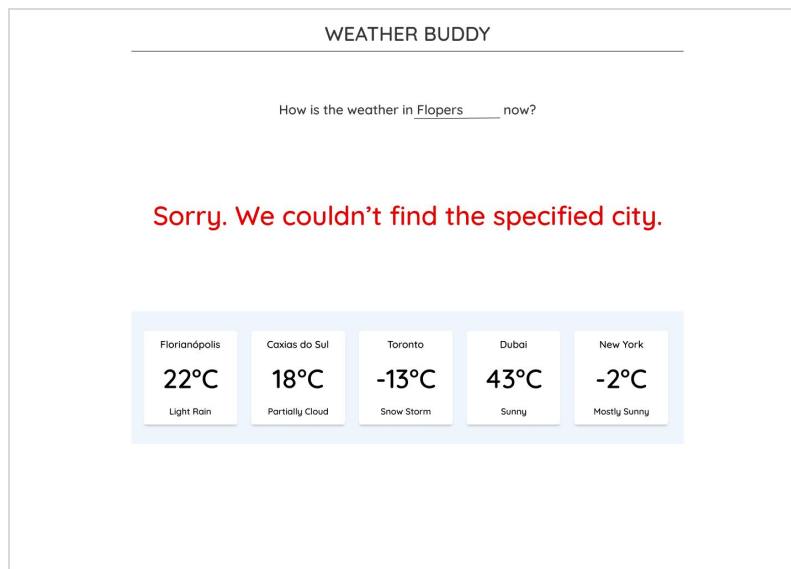 WEATHER BUDDY
How is the weather in Flopers now?
Sorry. We couldn’t find the specified city.
Florianópolis
22°C
Light Rain
Caxias do Sul
18°C
Partially Cloud
Toronto
-13°C
Snow Storm
Dubai
43°C
Sunny
New York
-2°C
Mostly Sunny